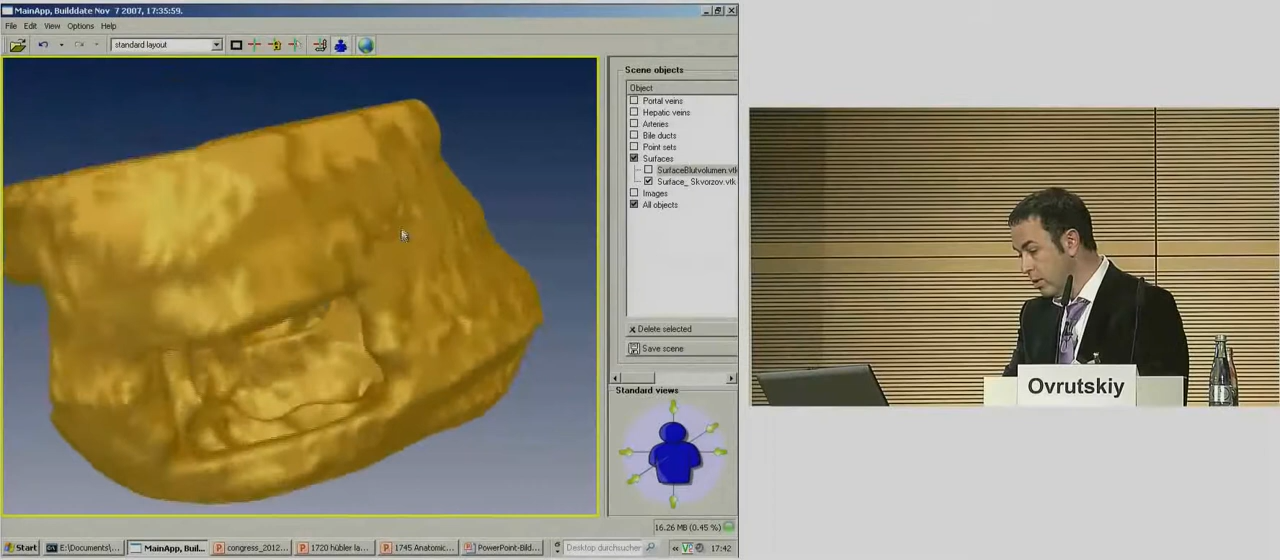 MainApp, Builddate Nov 7 2007, 17:35:59.
File Edit View Options Help
standard layout
Scene objects
Object
Portal veins
Hepatic veins
Arteries
Bile ducts
Point sets
Surfaces
SurfaceBlutvolumen.vtk
Surface_ Skvorzov.vtk
Images
All objects
Delete selected
Save scene
Standard views
16.26 MB (0.45 %)
Start
E:\Documents\...
MainApp, Buil...
congress_2012...
1720 hübler la...
1745 Anatomic...
PowerPoint-Bild...
Desktop durchsuchen
17:42
Ovrutskiy